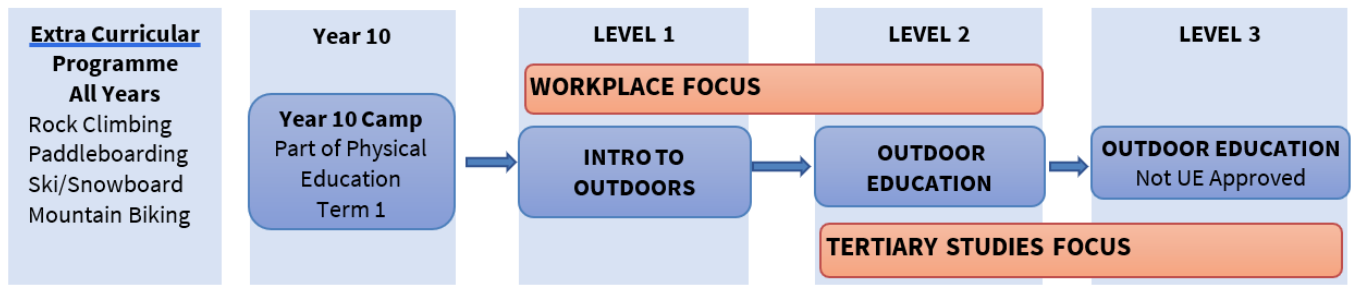 Extra Curricular
Programme
All Years
Rock Climbing
Paddleboarding
Ski/Snowboard
Mountain Biking
Year 10
Year 10 Camp
Part of Physical
Education
Term 1
LEVEL 1
LEVEL 2
LEVEL 3
WORKPLACE FOCUS
INTRO TO
OUTDOORS
OUTDOOR
EDUCATION
OUTDOOR EDUCATION
Not UE Approved
TERTIARY STUDIES FOCUS